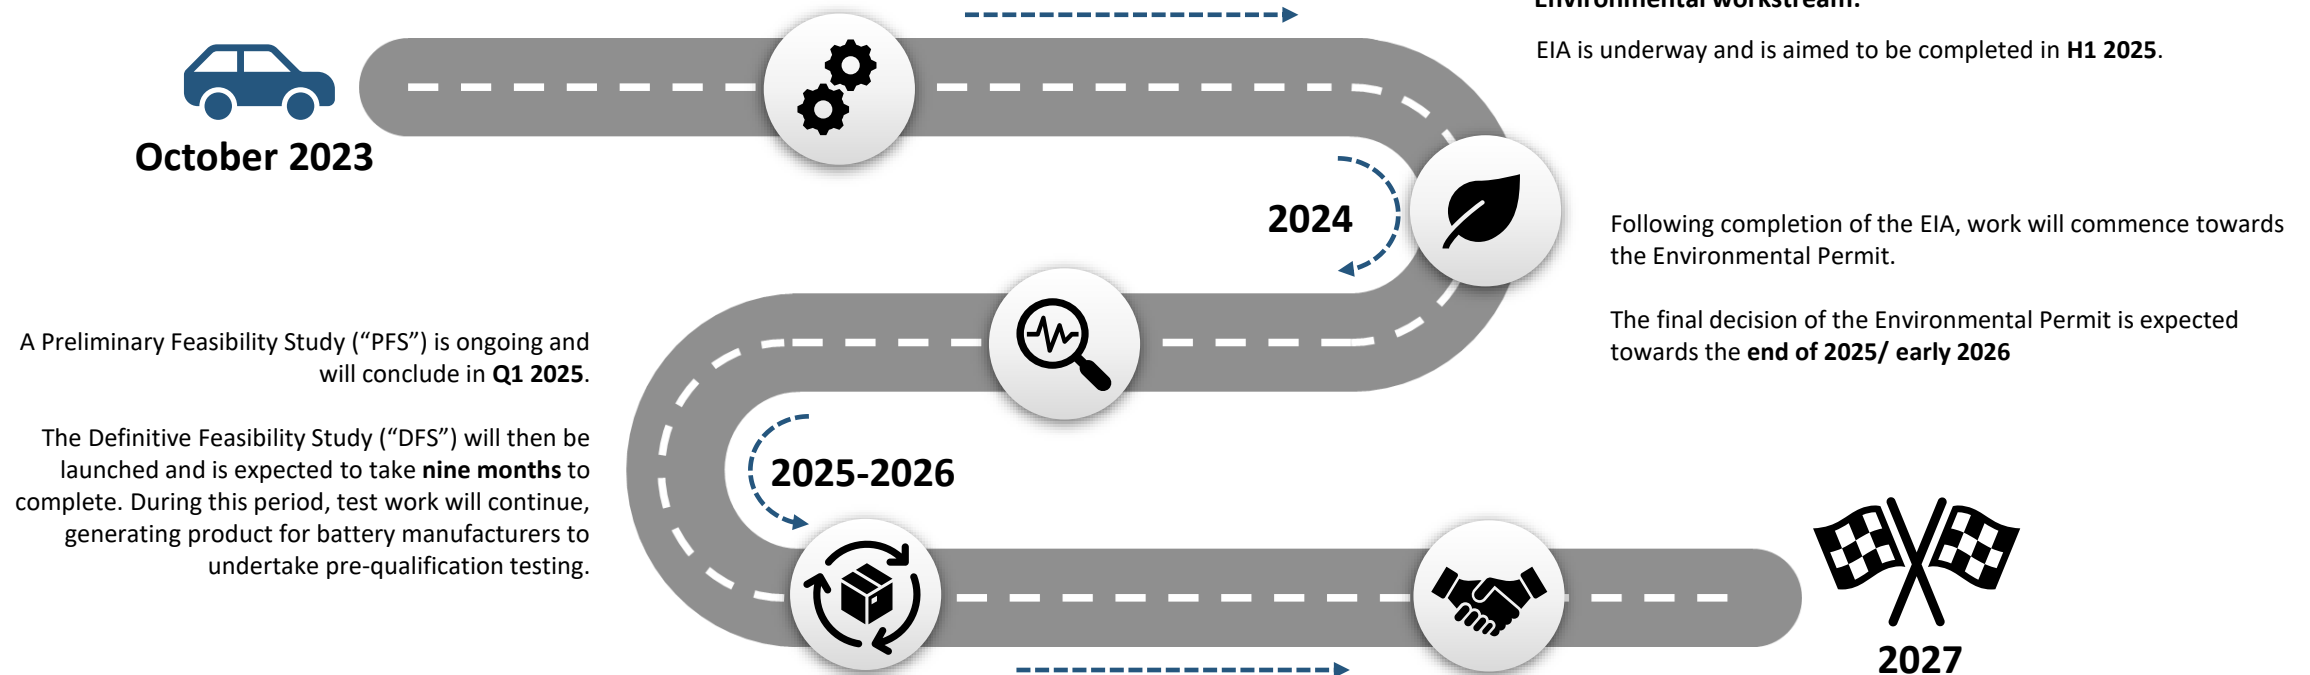 Environmental workstream:
EIA is underway and is aimed to be completed in H1 2025.
October 2023
2024
Following completion of the EIA, work will commence towards
the Environmental Permit.
The final decision of the Environmental Permit is expected
towards the end of 2025/ early 2026
A Preliminary Feasibility Study (“PFS”) is ongoing and
will conclude in Q1 2025.
The Definitive Feasibility Study (“DFS”) will then be
launched and is expected to take nine months to
complete. During this period, test work will continue,
generating product for battery manufacturers to
undertake pre-qualification testing.
2025-2026
2027